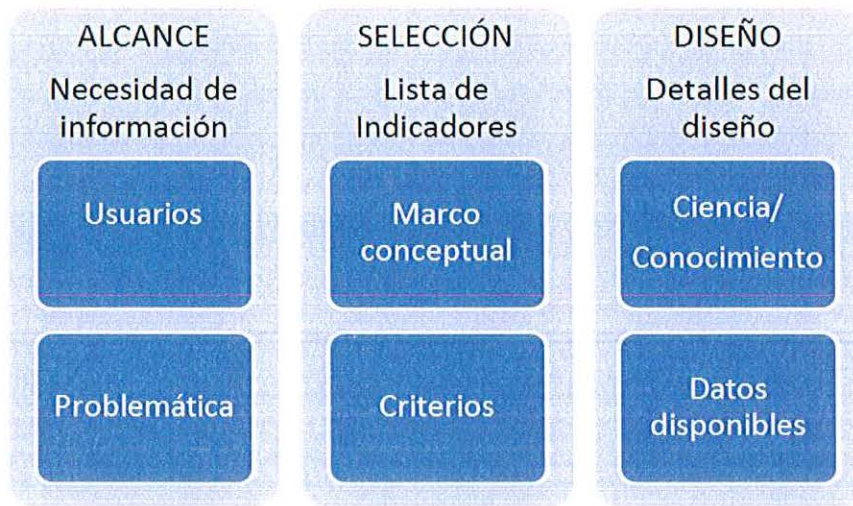 ALCANCE
Necesidad de
información
Usuarios
Problemática
SELECCIÓN
Lista de
Indicadores
Marco
conceptual
Criterios
DISEÑO
Detalles del
diseño
Ciencia/
Conocimiento
Datos
disponibles